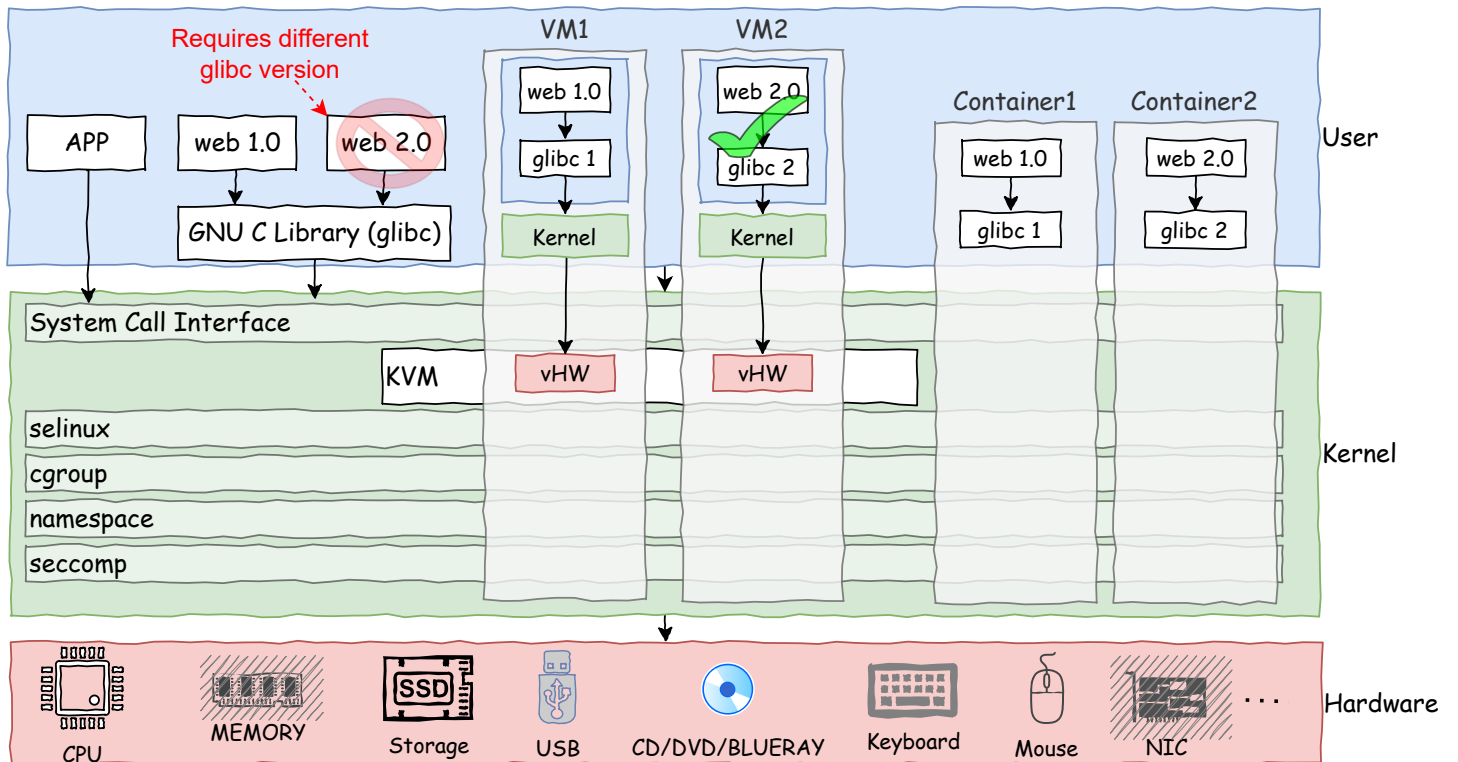 VM1
VM2
Requires different
glibc version
web 1.0
web 2.0
Container1
Container2
APP
web 1.0
web 2.0
User
glibc 1
glibc 2
web 1.0
web 2.0
GNU C Library (glibc)
Kernel
Kernel
glibc 1
glibc 2
System Call Interface
KVM
vHW
vHW
selinux
Kernel
cgroup
namespace
seccomp
SSD
...
Hardware
CPU
MEMORY
Storage
USB
CD/DVD/BLUERAY
Keyboard
Mouse
NIC